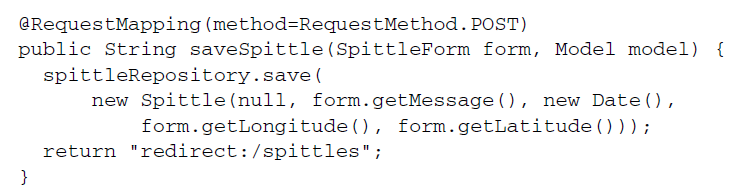 @RequestMapping(method=RequestMethod.POST)
public String saveSpittle(SpittleForm form, Model model) {
  spittleRepository.save(
      new Spittle(null, form.getMessage(), new Date(),
          form.getLongitude(), form.getLatitude()));
  return "redirect:/spittles";
}